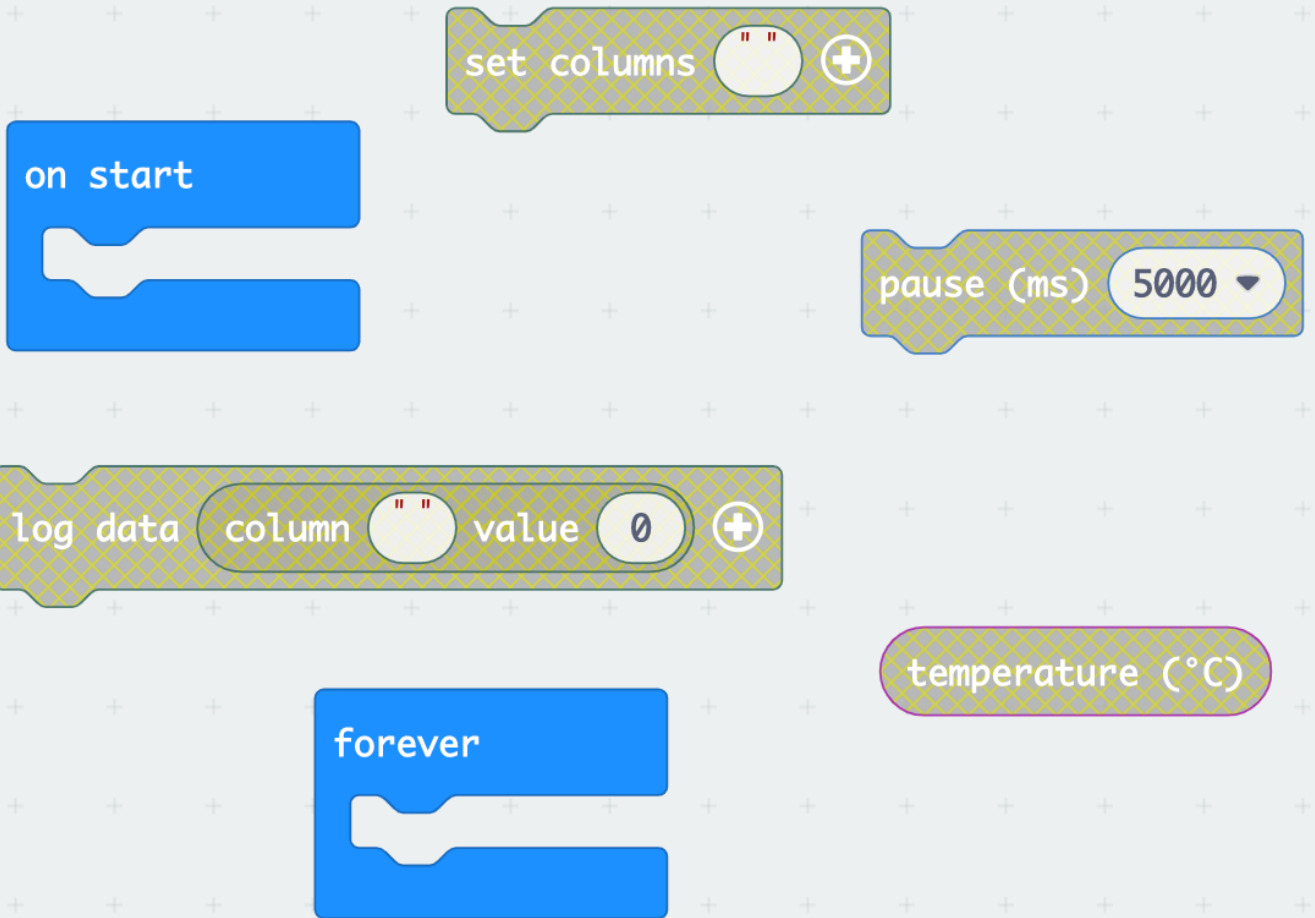 set columns " "
on start
pause (ms) 5000
log data column " " value 0
temperature (°C)
forever